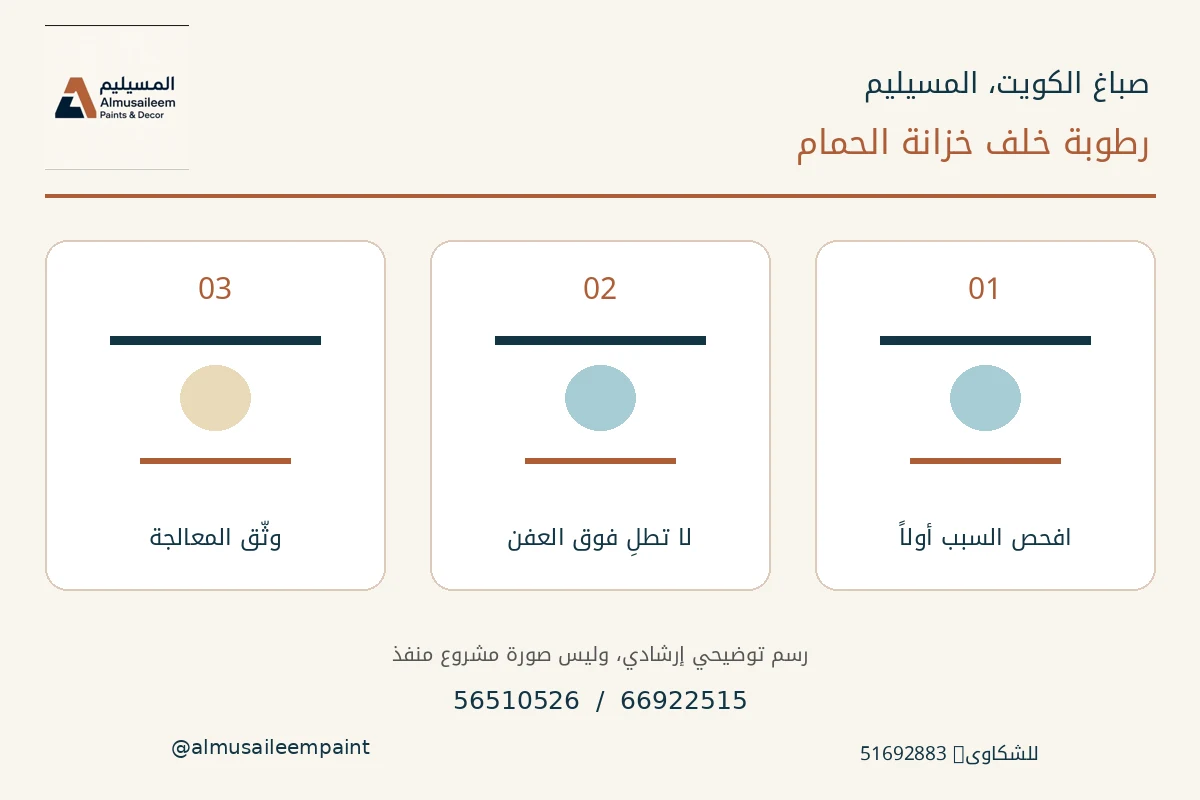 المسيليم
Almusaileem
Paints & Decor
صباغ الكويت، المسيليم
رطوبة خلف خزانة الحمام
01
افحص السبب أولاً
02
لا تطلِ فوق العفن
03
وثّق المعالجة
رسم توضيحي إرشادي، وليس صورة مشروع منفذ
56510526 / 66922515
للشكاوى 51692883
@almusaileempaint